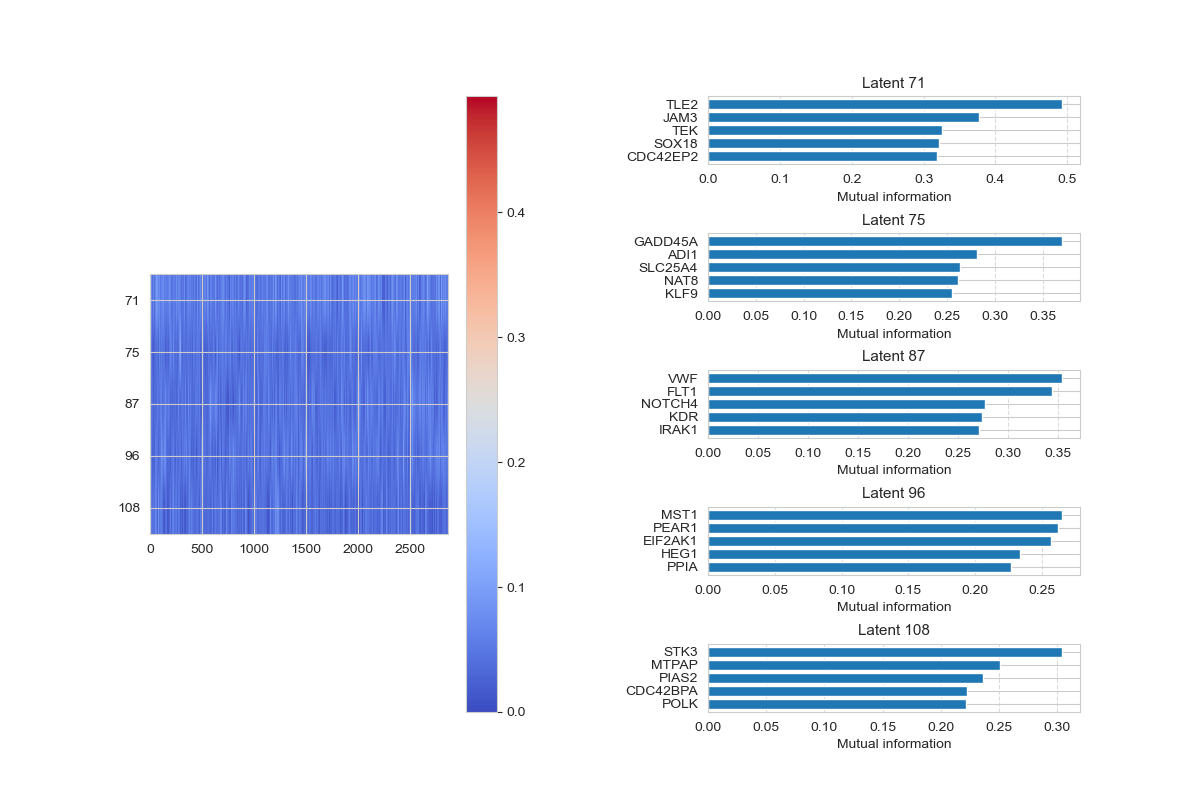 71
75
87
96
108
0 500 1000 1500 2000 2500
0.4
0.3
0.2
0.1
0.0
Latent 71
TLE2
JAM3
TEK
SOX18
CDC42EP2
0.0 0.1 0.2 0.3 0.4 0.5
Mutual information
Latent 75
GADD45A
ADI1
SLC25A4
NAT8
KLF9
0.00 0.05 0.10 0.15 0.20 0.25 0.30 0.35
Mutual information
Latent 87
VWF
FLT1
NOTCH4
KDR
IRAK1
0.00 0.05 0.10 0.15 0.20 0.25 0.30 0.35
Mutual information
Latent 96
MST1
PEAR1
EIF2AK1
HEG1
PPIA
0.00 0.05 0.10 0.15 0.20 0.25
Mutual information
Latent 108
STK3
MTPAP
PIAS2
CDC42BPA
POLK
0.00 0.05 0.10 0.15 0.20 0.25 0.30
Mutual information